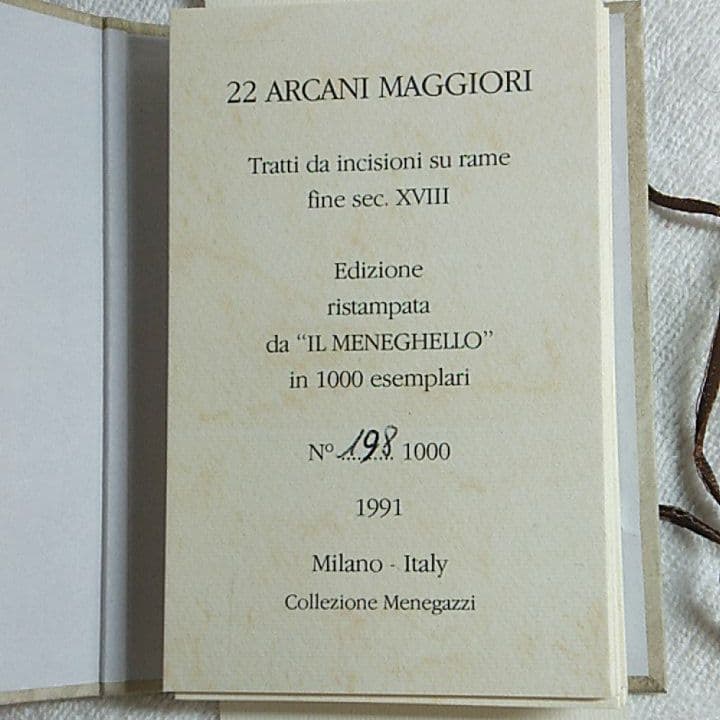 22 ARCANI MAGGIORI
Tratti da incisioni su rame
fine sec. XVIII
Edizione
ristampata
da “IL MENEGHELLO”
in 1000 esemplari
Nº 198 1000
1991
Milano - Italy
Collezione Menegazzi